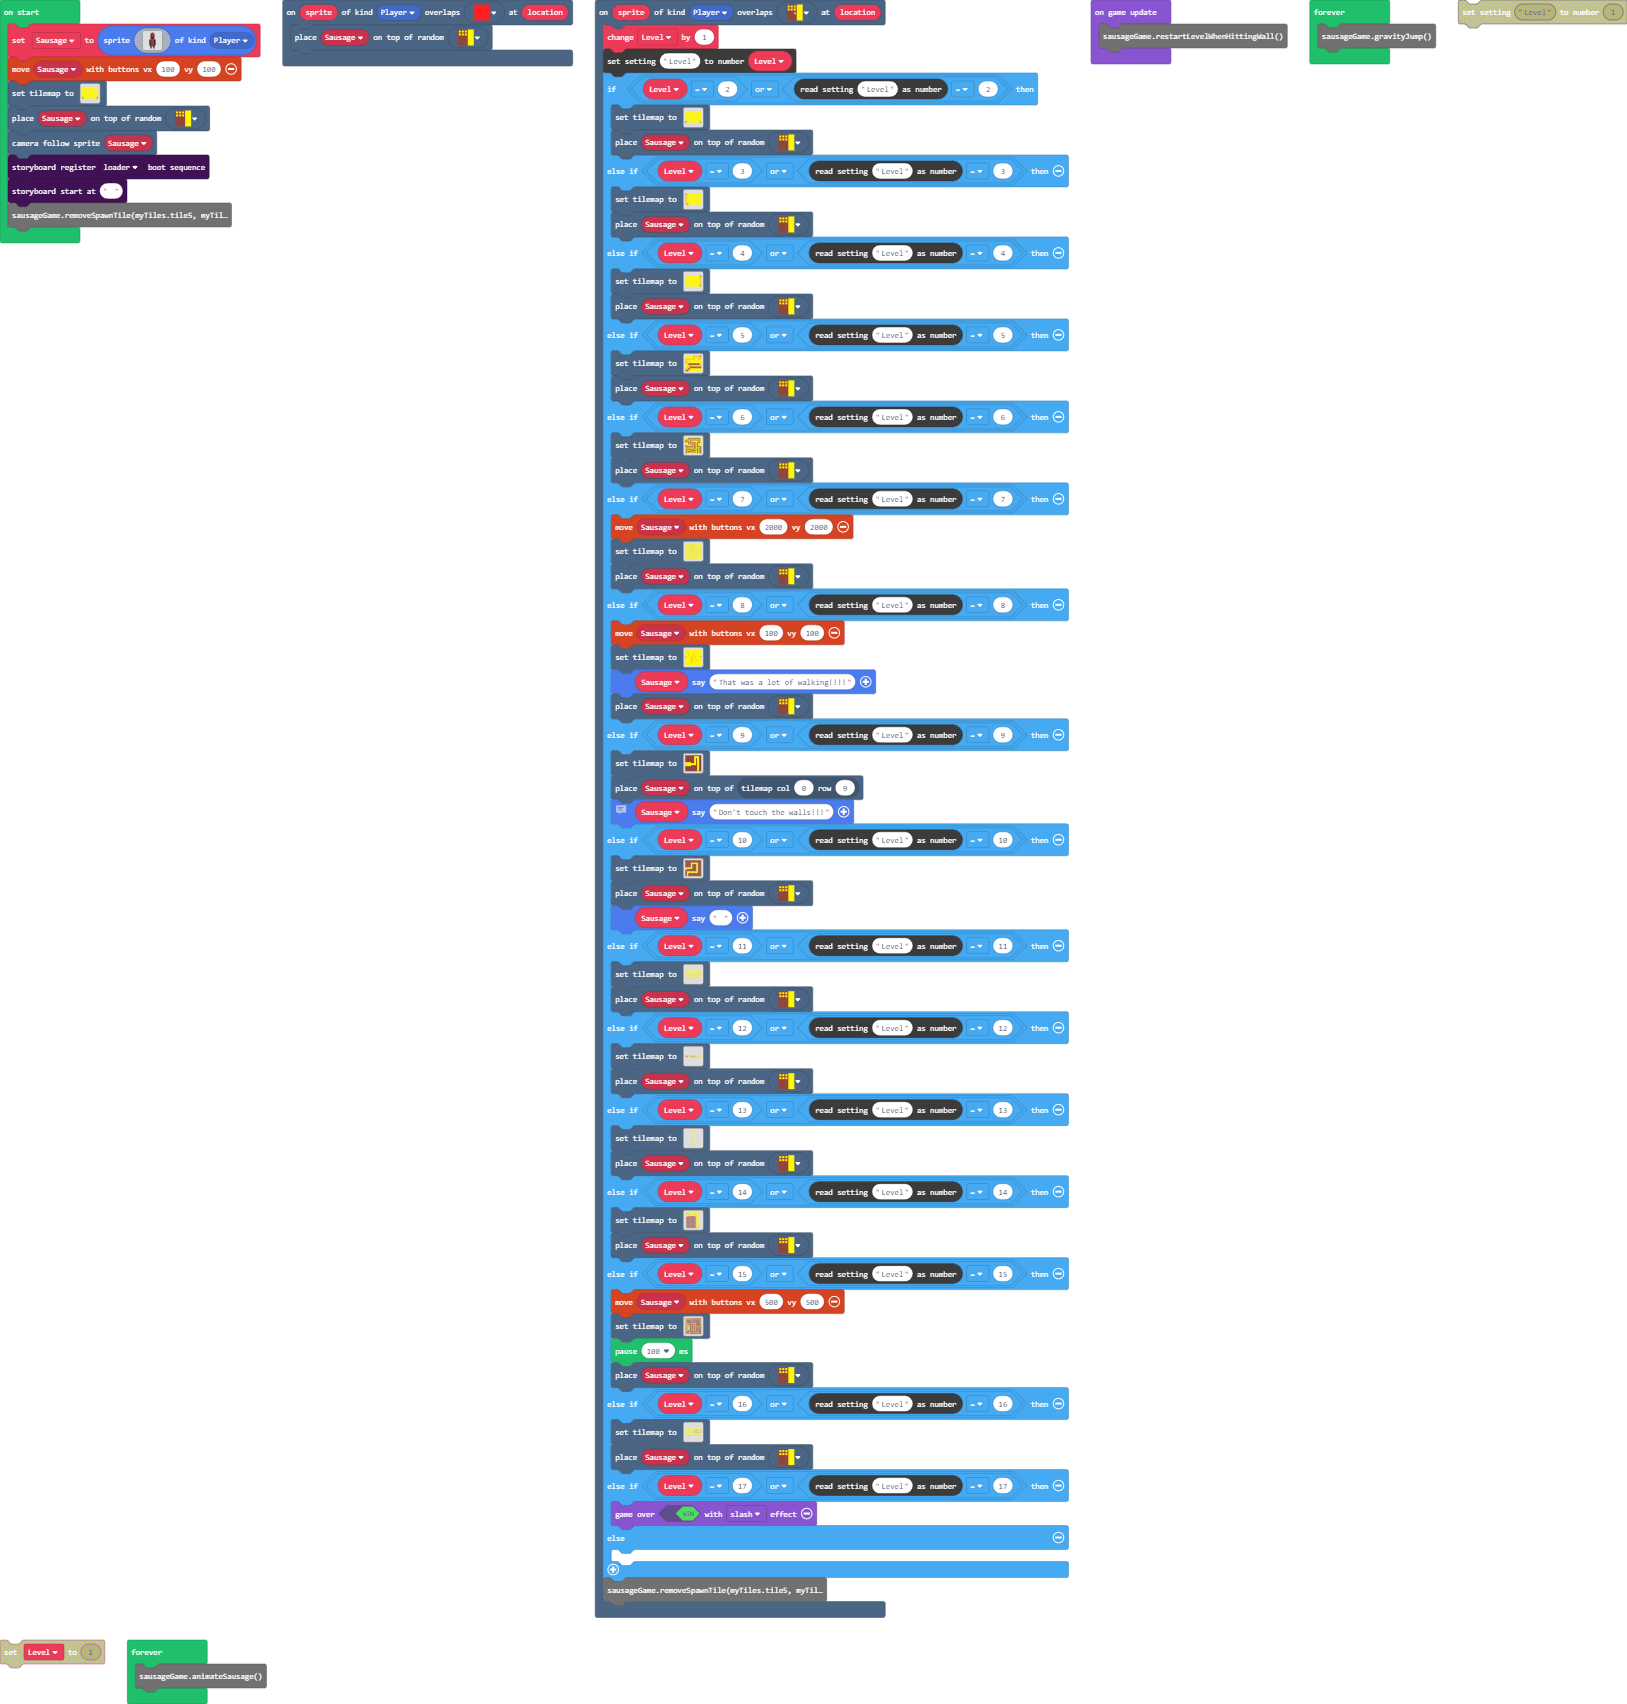 on start
set Sausage to sprite of kind Player
move Sausage with buttons vx 100 vy 100
set tilemap to
place Sausage on top of random
camera follow sprite Sausage
storyboard register loader boot sequence
storyboard start at " "
sausageGame.removeSpawnTile(myTiles.tile5, myTil…
on sprite of kind Player overlaps at location
place Sausage on top of random
on sprite of kind Player overlaps at location
change Level by 1
set setting "Level" to number Level
if Level = 2 or read setting "Level" as number = 2 then
set tilemap to
place Sausage on top of random
else if Level = 3 or read setting "Level" as number = 3 then
set tilemap to
place Sausage on top of random
else if Level = 4 or read setting "Level" as number = 4 then
set tilemap to
place Sausage on top of random
else if Level = 5 or read setting "Level" as number = 5 then
set tilemap to
place Sausage on top of random
else if Level = 6 or read setting "Level" as number = 6 then
set tilemap to
place Sausage on top of random
else if Level = 7 or read setting "Level" as number = 7 then
move Sausage with buttons vx 2000 vy 2000
set tilemap to
place Sausage on top of random
else if Level = 8 or read setting "Level" as number = 8 then
move Sausage with buttons vx 100 vy 100
set tilemap to
Sausage say "That was a lot of walking!!!!"
place Sausage on top of random
else if Level = 9 or read setting "Level" as number = 9 then
set tilemap to
place Sausage on top of tilemap col 0 row 9
Sausage say "Don't touch the walls!!!"
else if Level = 10 or read setting "Level" as number = 10 then
set tilemap to
place Sausage on top of random
Sausage say " "
else if Level = 11 or read setting "Level" as number = 11 then
set tilemap to
place Sausage on top of random
else if Level = 12 or read setting "Level" as number = 12 then
set tilemap to
place Sausage on top of random
else if Level = 13 or read setting "Level" as number = 13 then
set tilemap to
place Sausage on top of random
else if Level = 14 or read setting "Level" as number = 14 then
set tilemap to
place Sausage on top of random
else if Level = 15 or read setting "Level" as number = 15 then
move Sausage with buttons vx 500 vy 500
set tilemap to
pause 100 ms
place Sausage on top of random
else if Level = 16 or read setting "Level" as number = 16 then
set tilemap to
place Sausage on top of random
else if Level = 17 or read setting "Level" as number = 17 then
game over WIN with slash effect
else
sausageGame.removeSpawnTile(myTiles.tile5, myTil…
on game update
sausageGame.restartLevelWhenHittingWall()
forever
sausageGame.gravityJump()
set setting "Level" to number 1
set Level to 1
forever
sausageGame.animateSausage()